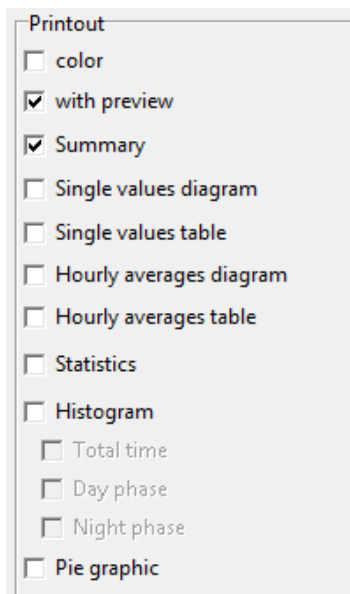 Printout
color
with preview
Summary
Single values diagram
Single values table
Hourly averages diagram
Hourly averages table
Statistics
Histogram
Total time
Day phase
Night phase
Pie graphic